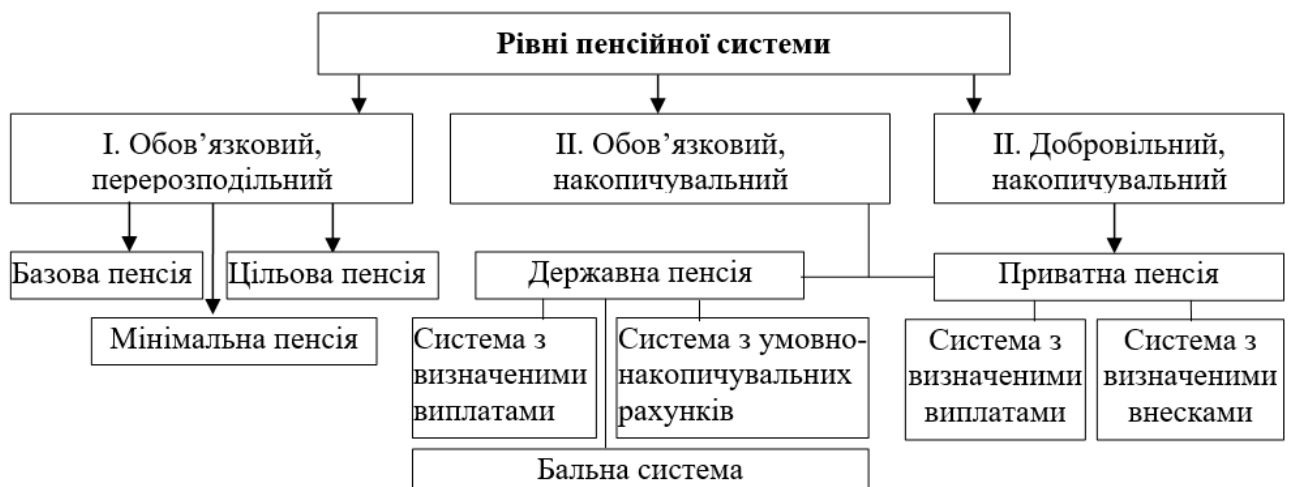 Рівні пенсійної системи
І. Обов’язковий,
перерозподільний
ІІ. Обов’язковий,
накопичувальний
ІІ. Добровільний,
накопичувальний
Базова пенсія
Цільова пенсія
Мінімальна пенсія
Державна пенсія
Приватна пенсія
Система з
визначеними
виплатами
Система з умовно-
накопичувальних
рахунків
Бальна система
Система з
визначеними
виплатами
Система з
визначеними
внесками